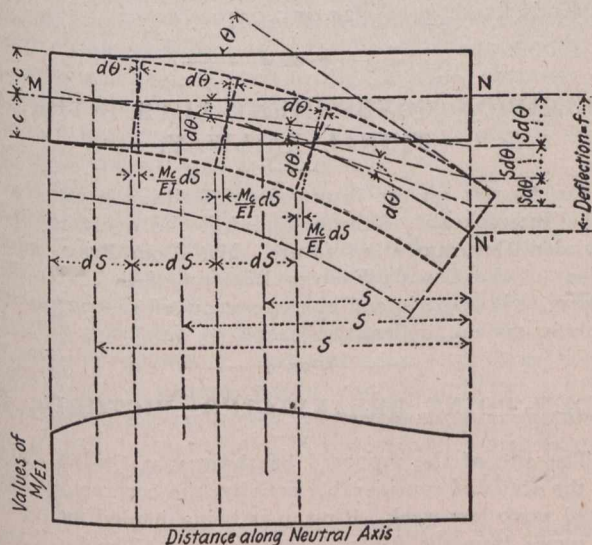 θ
c
M
dθ
dθ
dθ
N
c
dθ
dθ
dθ
Sdθ
Sdθ
Sdθ
Deflection=f
Mc/EI dS
Mc/EI dS
Mc/EI dS
N'
dS
dS
dS
S
S
S
Values of
M/EI
Distance along Neutral Axis